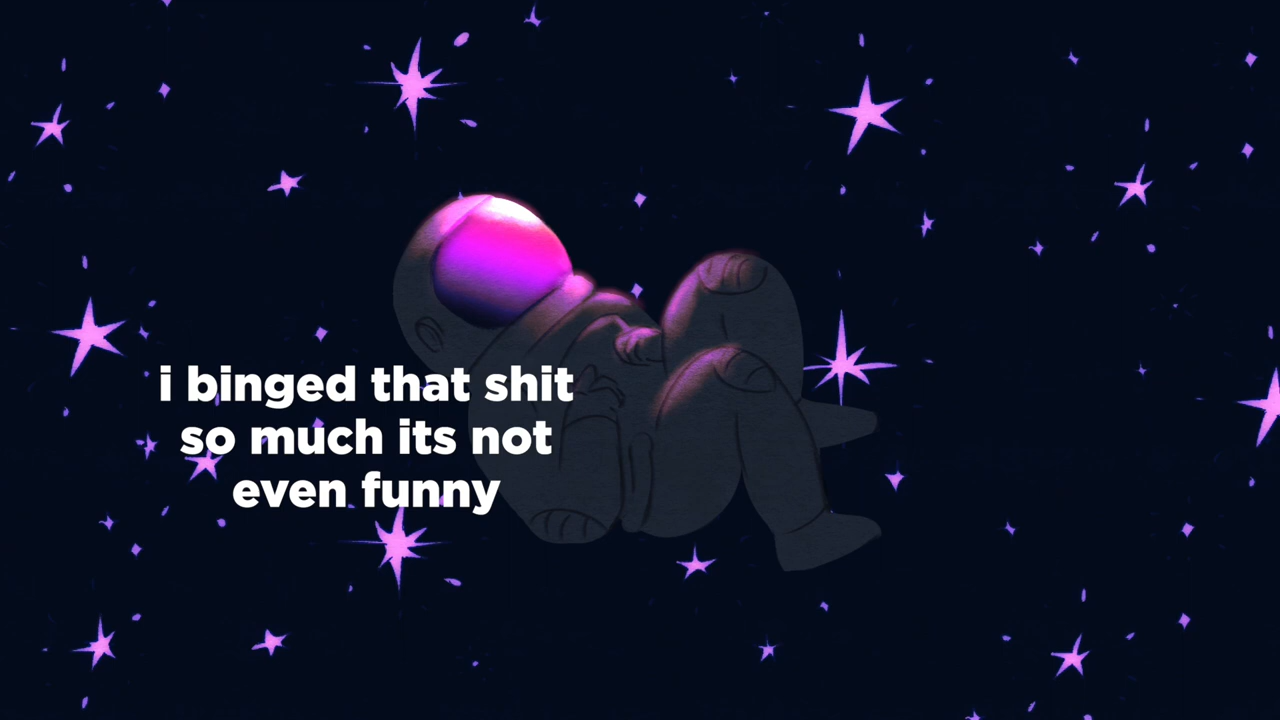 i binged that shit
so much its not
even funny